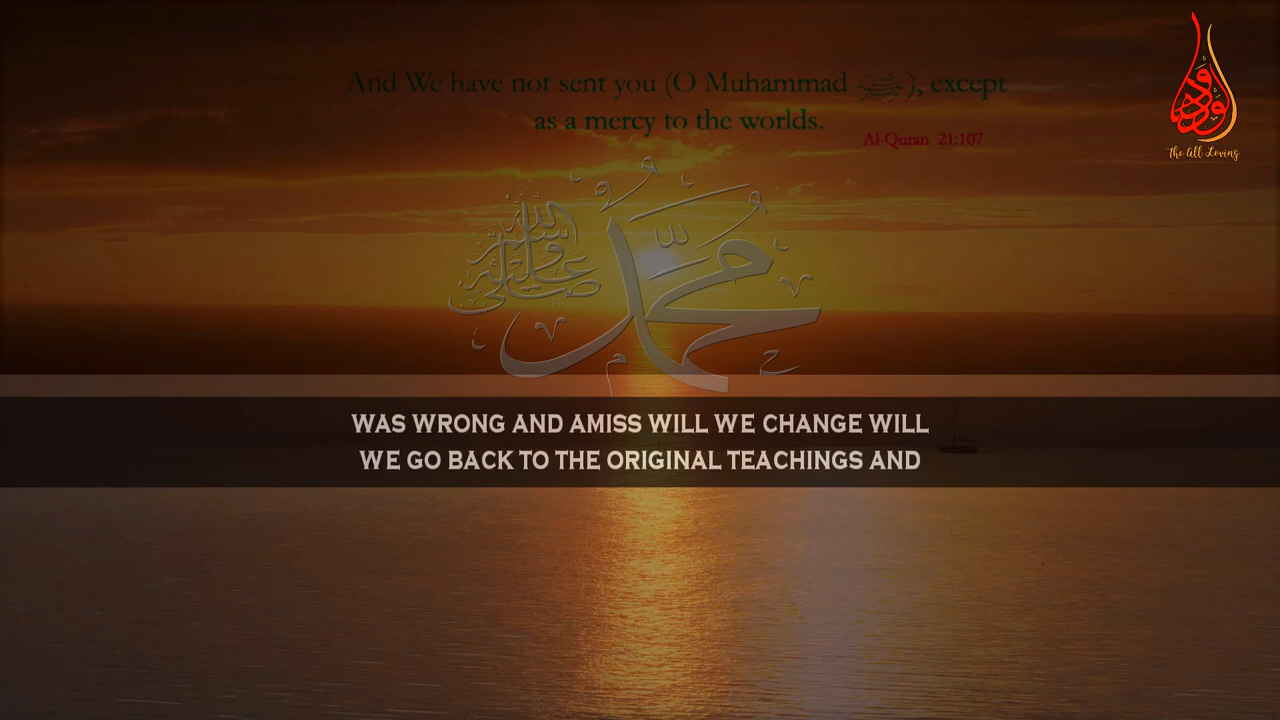 And We have not sent you (O Muhammad ﷺ), except
as a mercy to the worlds.
Al-Quran 21:107
ودود
The All Loving
محمد
صلى الله عليه وسلم
WAS WRONG AND AMISS WILL WE CHANGE WILL
WE GO BACK TO THE ORIGINAL TEACHINGS AND